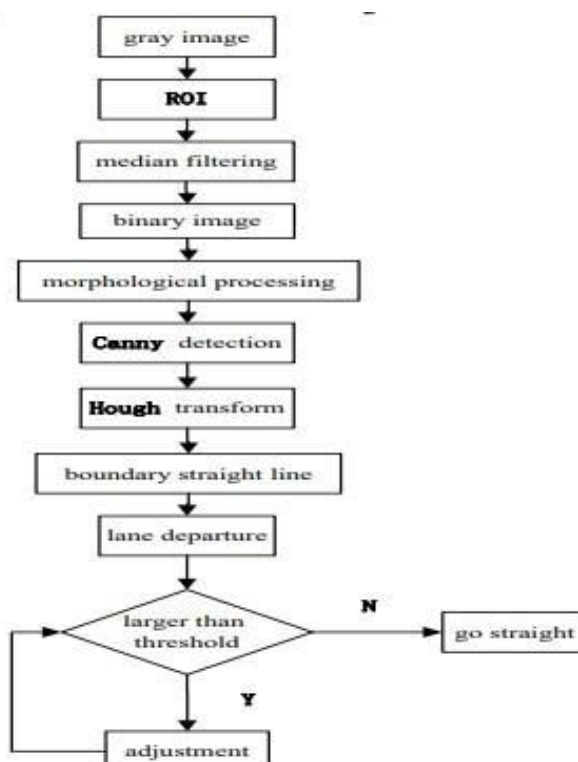 gray image
ROI
median filtering
binary image
morphological processing
Canny detection
Hough transform
boundary straight line
lane departure
larger than
threshold
N
go straight
Y
adjustment